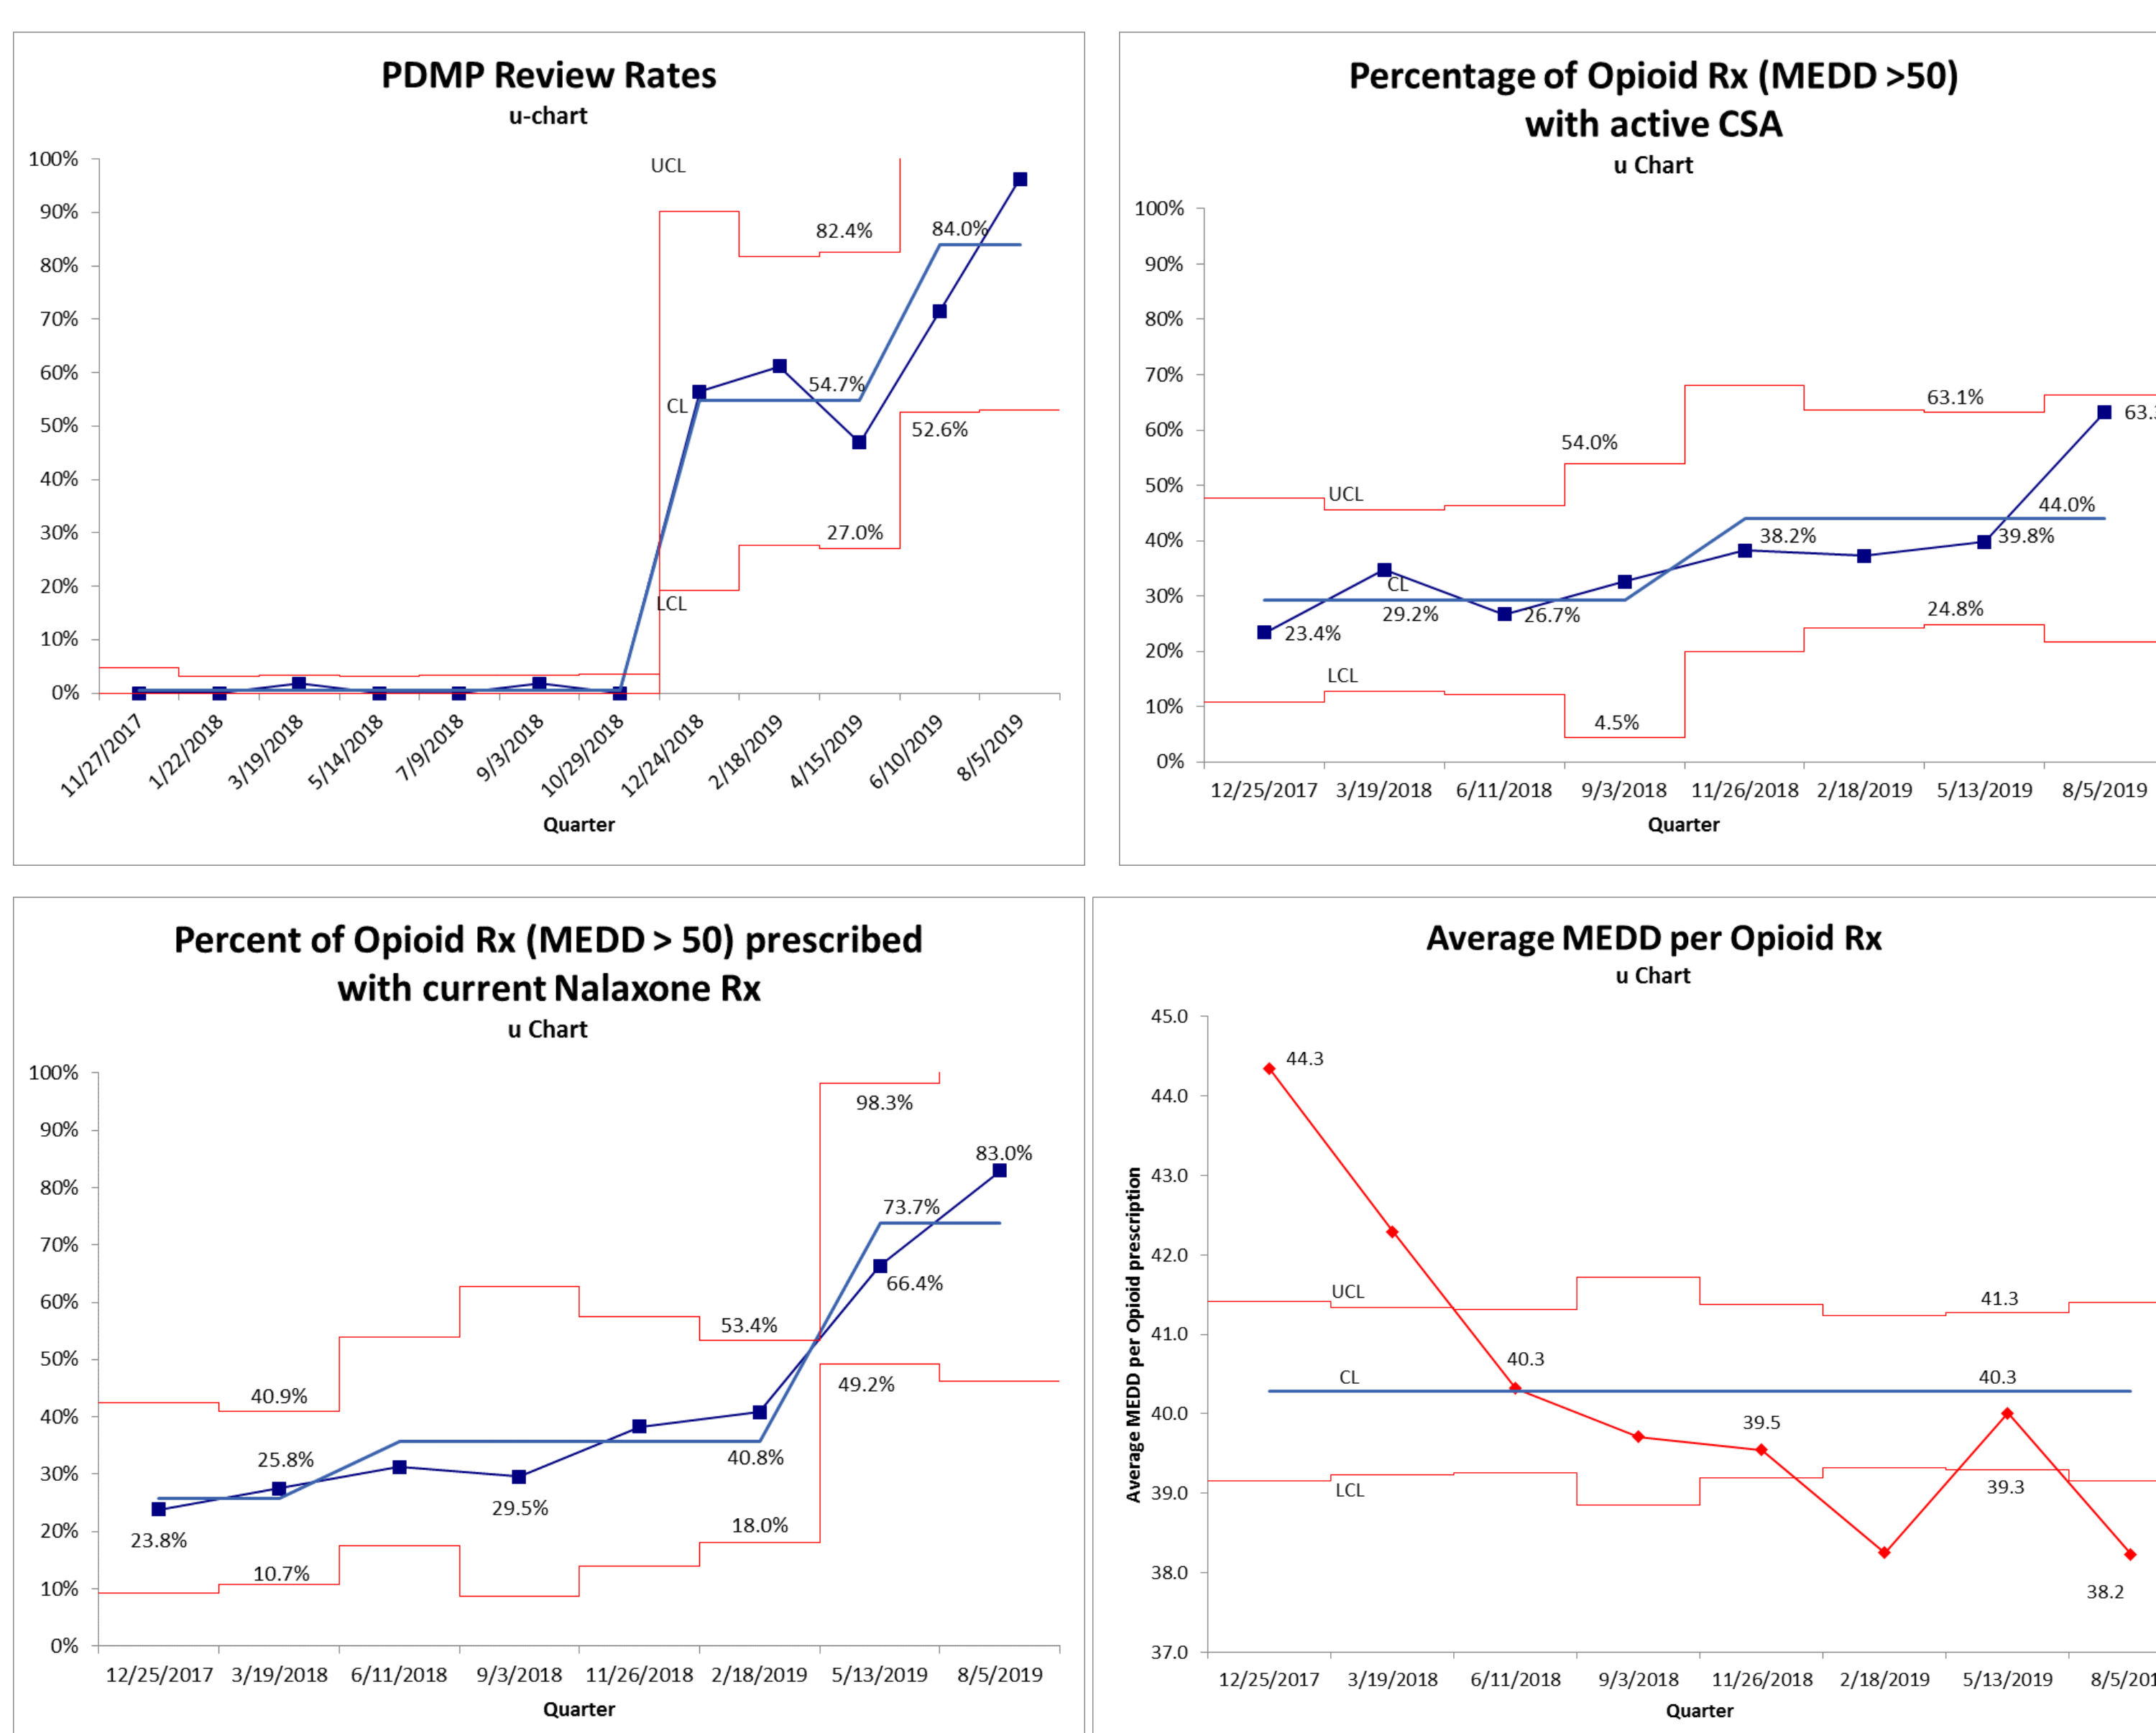 PDMP Review Rates
u-chart
100%
90%
80%
70%
60%
50%
40%
30%
20%
10%
0%
UCL
82.4%
84.0%
54.7%
CL
52.6%
27.0%
LCL
11/27/2017 1/22/2018 3/19/2018 5/14/2018 7/9/2018 9/3/2018 10/29/2018 12/24/2018 2/18/2019 4/15/2019 6/10/2019 8/5/2019
Quarter
Percentage of Opioid Rx (MEDD >50)
with active CSA
u Chart
100%
90%
80%
70%
60%
50%
40%
30%
20%
10%
0%
63.1%
63.
54.0%
UCL
44.0%
38.2%
39.8%
CL
29.2%
26.7%
24.8%
23.4%
LCL
4.5%
12/25/2017 3/19/2018 6/11/2018 9/3/2018 11/26/2018 2/18/2019 5/13/2019 8/5/2019
Quarter
Percent of Opioid Rx (MEDD > 50) prescribed
with current Nalaxone Rx
u Chart
100%
90%
80%
70%
60%
50%
40%
30%
20%
10%
0%
98.3%
83.0%
73.7%
66.4%
53.4%
49.2%
40.9%
25.8%
40.8%
29.5%
23.8%
18.0%
10.7%
12/25/2017 3/19/2018 6/11/2018 9/3/2018 11/26/2018 2/18/2019 5/13/2019 8/5/2019
Quarter
Average MEDD per Opioid Rx
u Chart
Average MEDD per Opioid prescription
45.0
44.0
43.0
42.0
41.0
40.0
39.0
38.0
37.0
44.3
UCL
41.3
40.3
CL
40.3
39.5
LCL
39.3
38.2
12/25/2017 3/19/2018 6/11/2018 9/3/2018 11/26/2018 2/18/2019 5/13/2019 8/5/201
Quarter